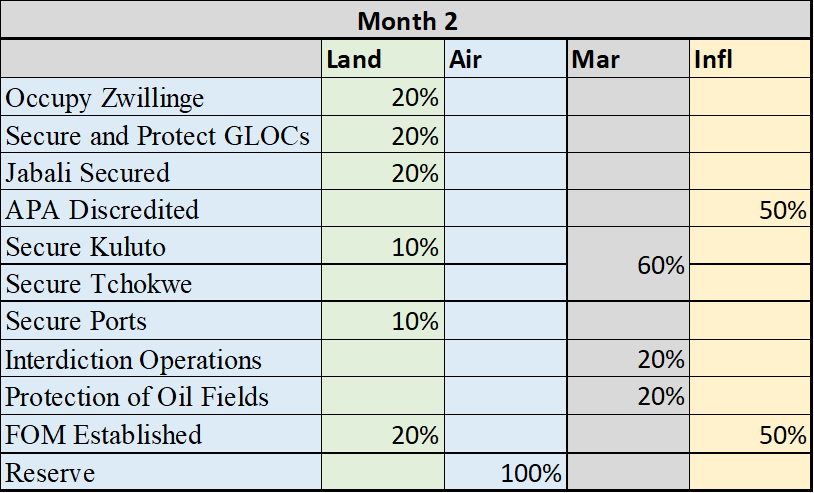 Month 2
Land Air Mar Infl
Occupy Zwillinge 20%
Secure and Protect GLOCs 20%
Jabali Secured 20%
APA Discredited 50%
Secure Kuluto 10%
60%
Secure Tchokwe
Secure Ports 10%
Interdiction Operations 20%
Protection of Oil Fields 20%
FOM Established 20% 50%
Reserve 100%